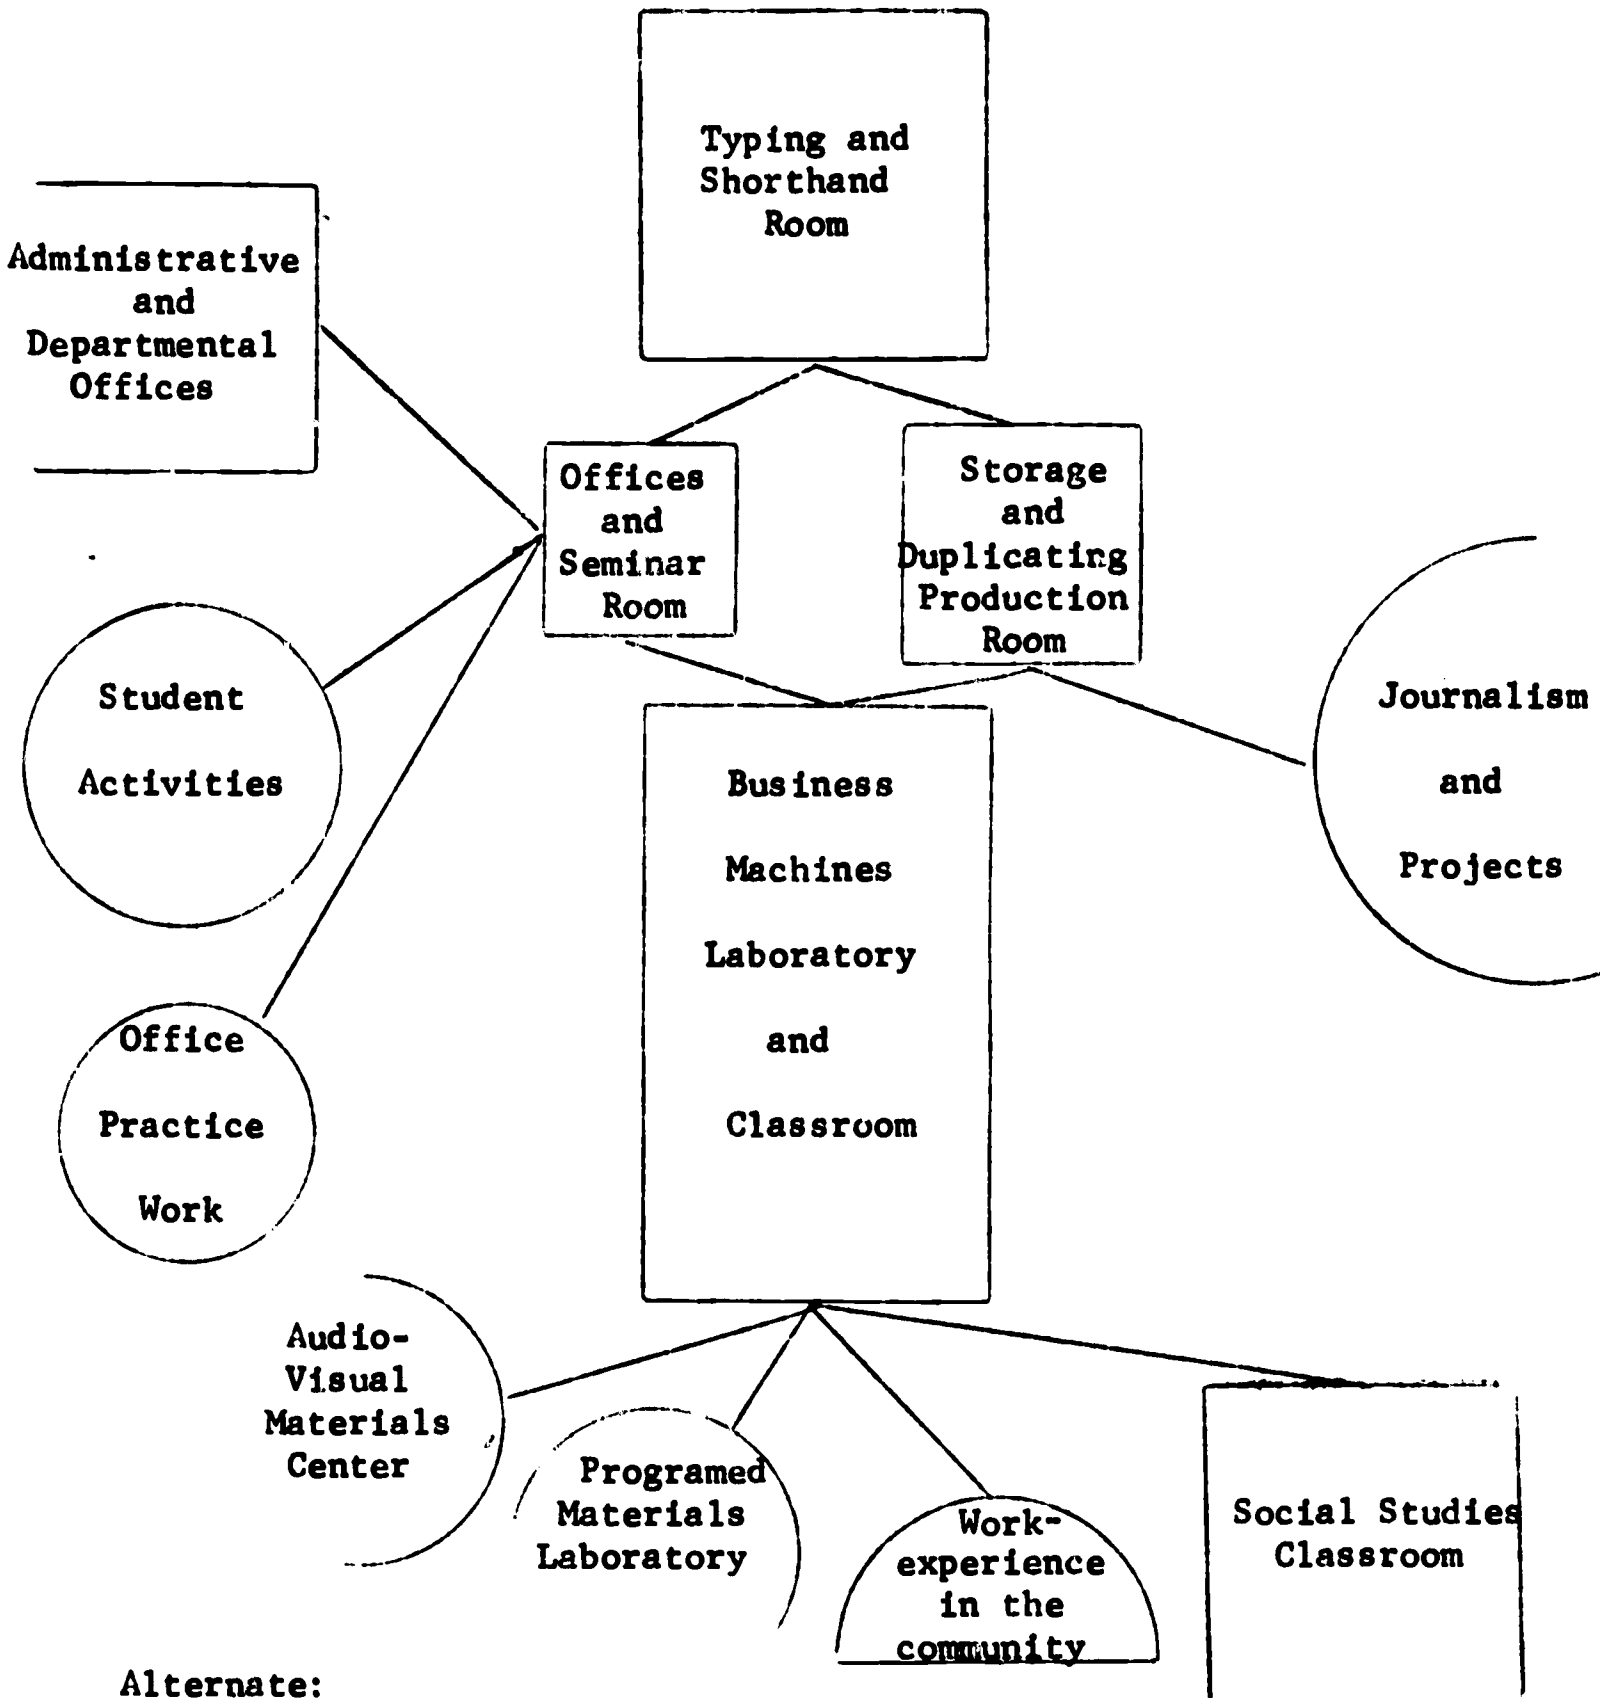 Typing and
Shorthand
Room
Administrative
and
Departmental
Offices
Offices
and
Seminar
Room
Storage
and
Duplicating
Production
Room
Student
Activities
Journalism
and
Projects
Business
Machines
Laboratory
and
Classroom
Office
Practice
Work
Audio-
Visual
Materials
Center
Programed
Materials
Laboratory
Work-
experience
in the
community
Social Studies
Classroom
Alternate: